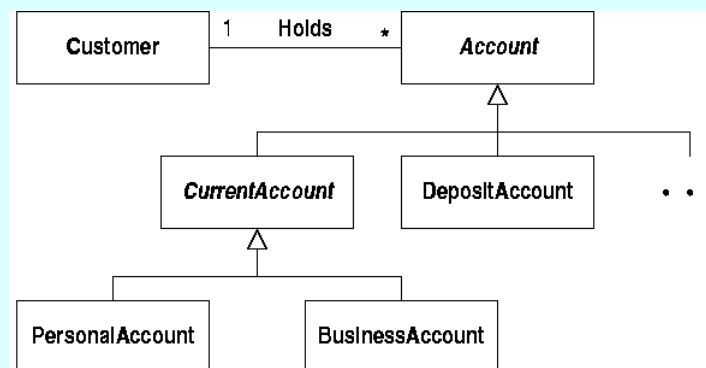 Customer
1
Holds
*
Account
CurrentAccount
DepositAccount
. .
PersonalAccount
BusinessAccount